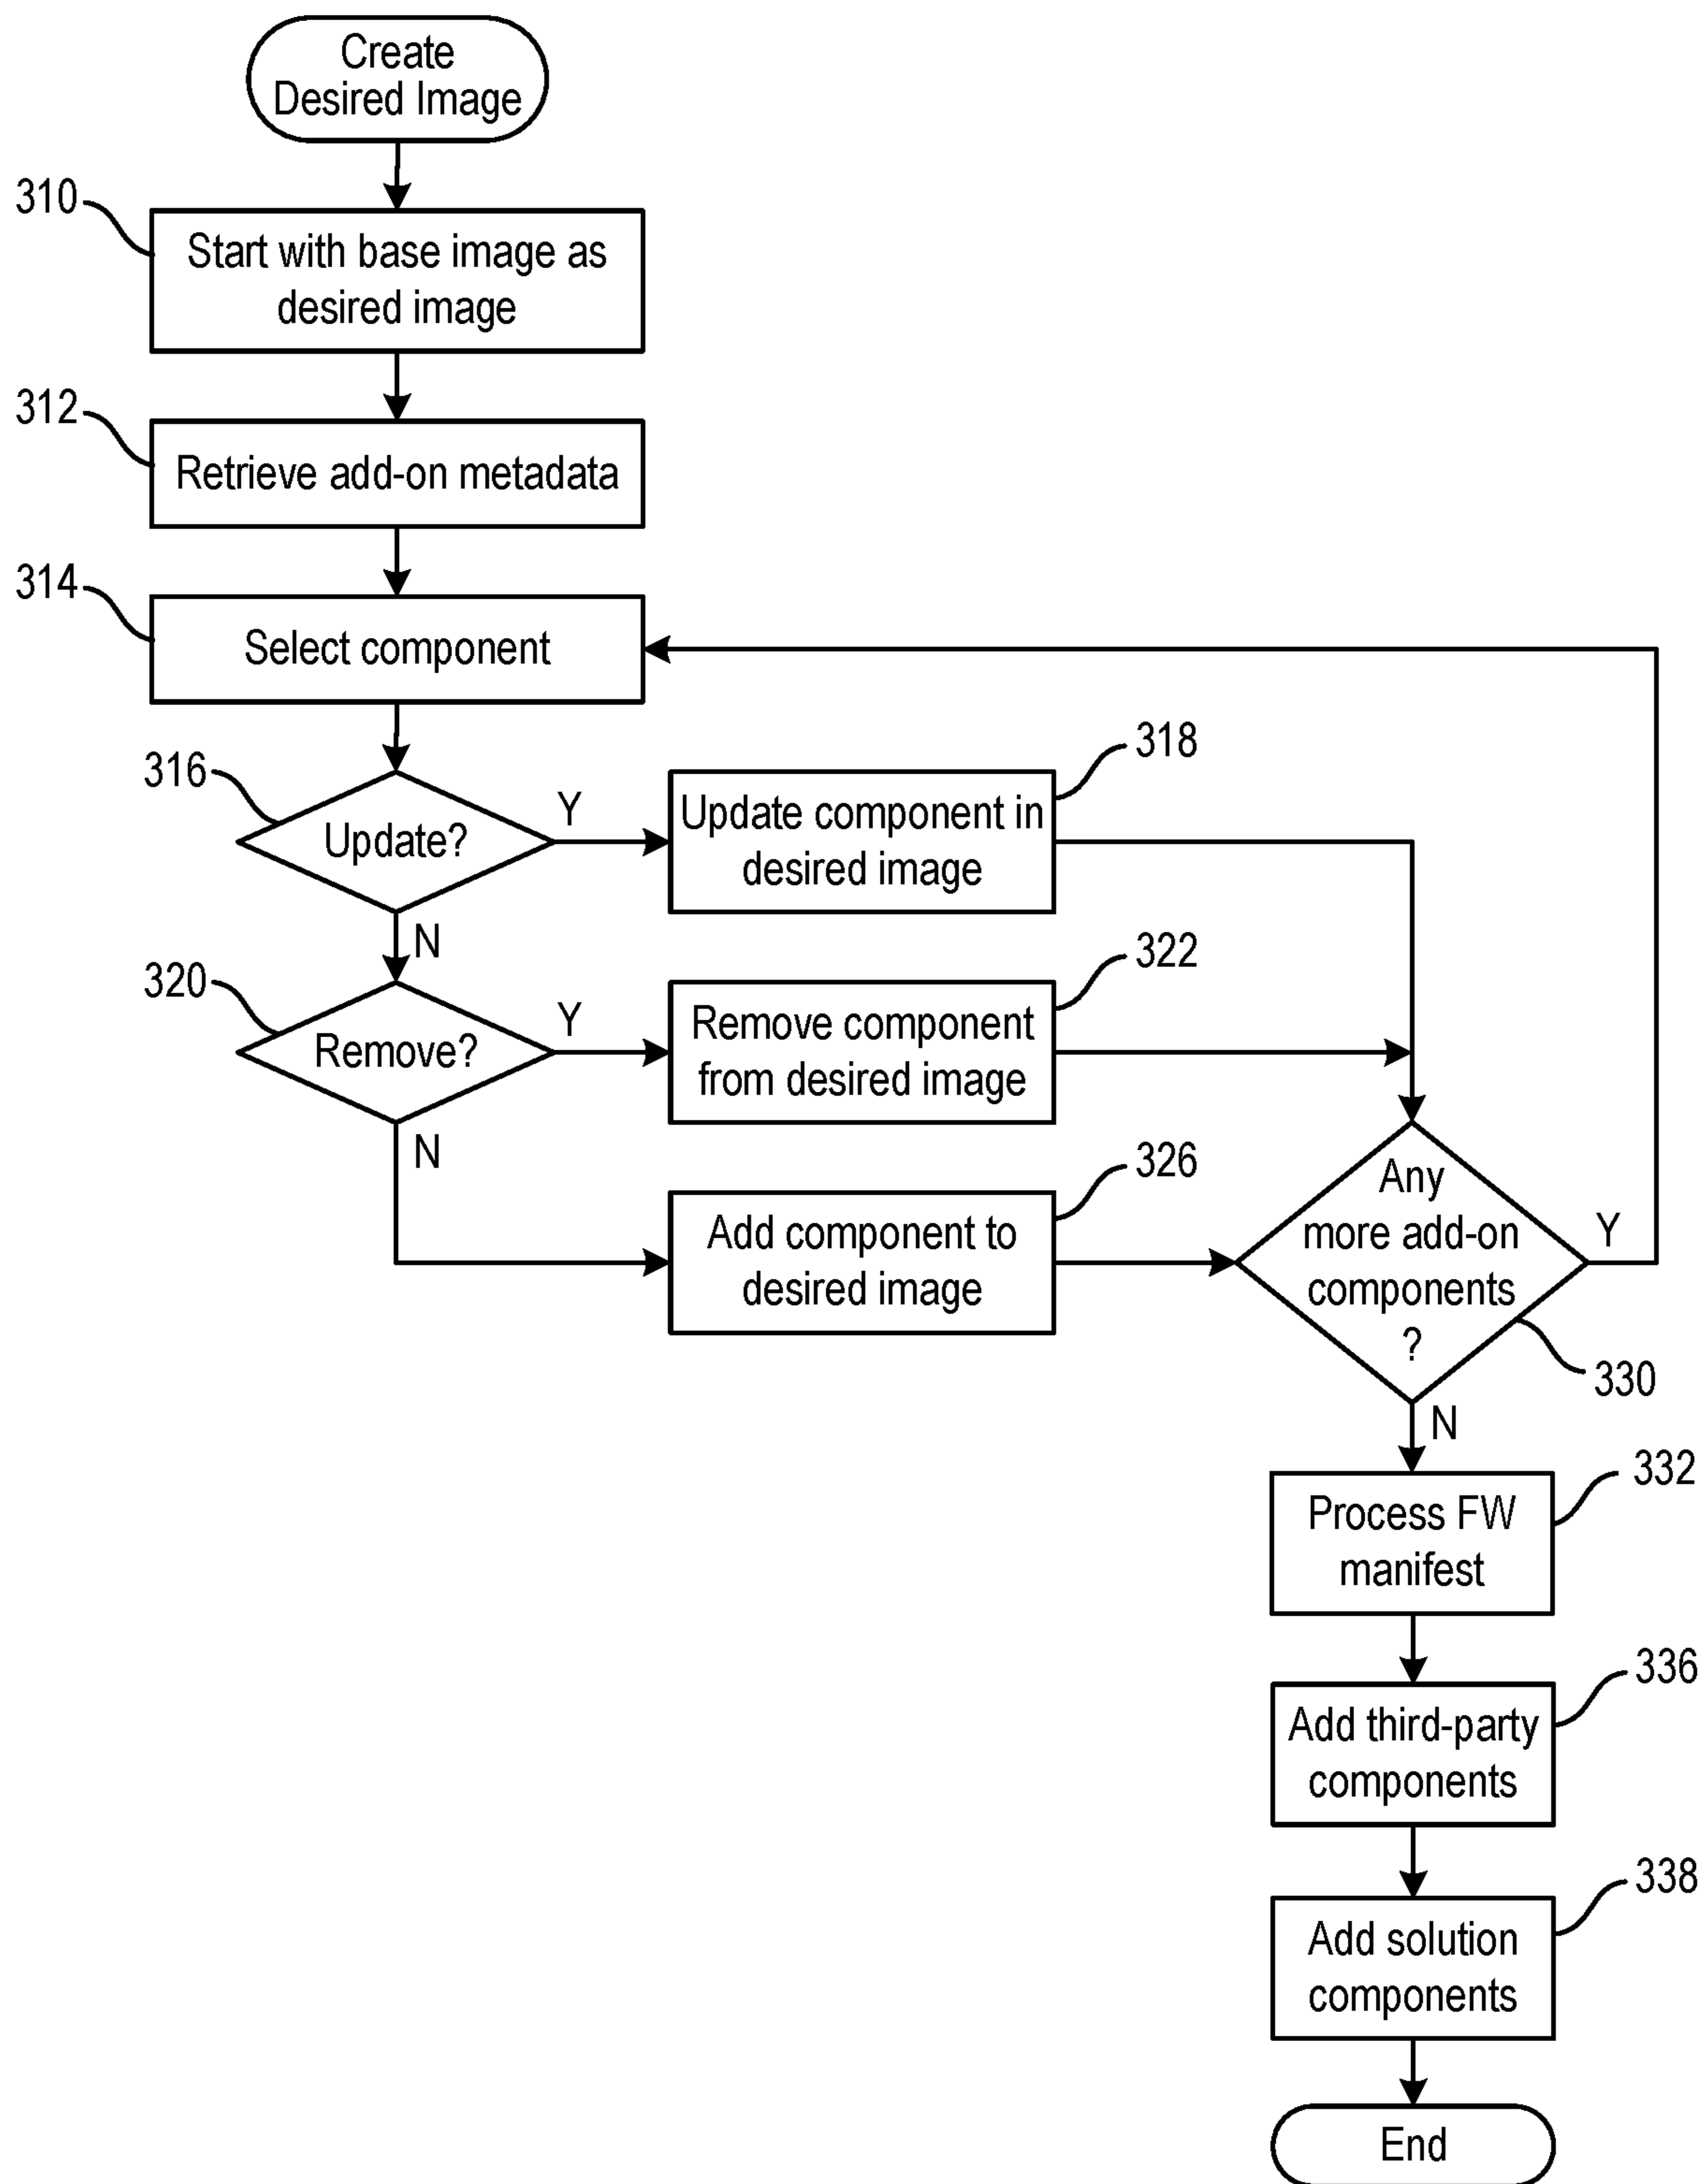 Create
Desired Image
310
Start with base image as
desired image
312
Retrieve add-on metadata
314
Select component
316
Update?
Y
N
318
Update component in
desired image
320
Remove?
Y
N
322
Remove component
from desired image
326
Add component to
desired image
Any
more add-on
components
?
Y
330
N
332
Process FW
manifest
336
Add third-party
components
338
Add solution
components
End